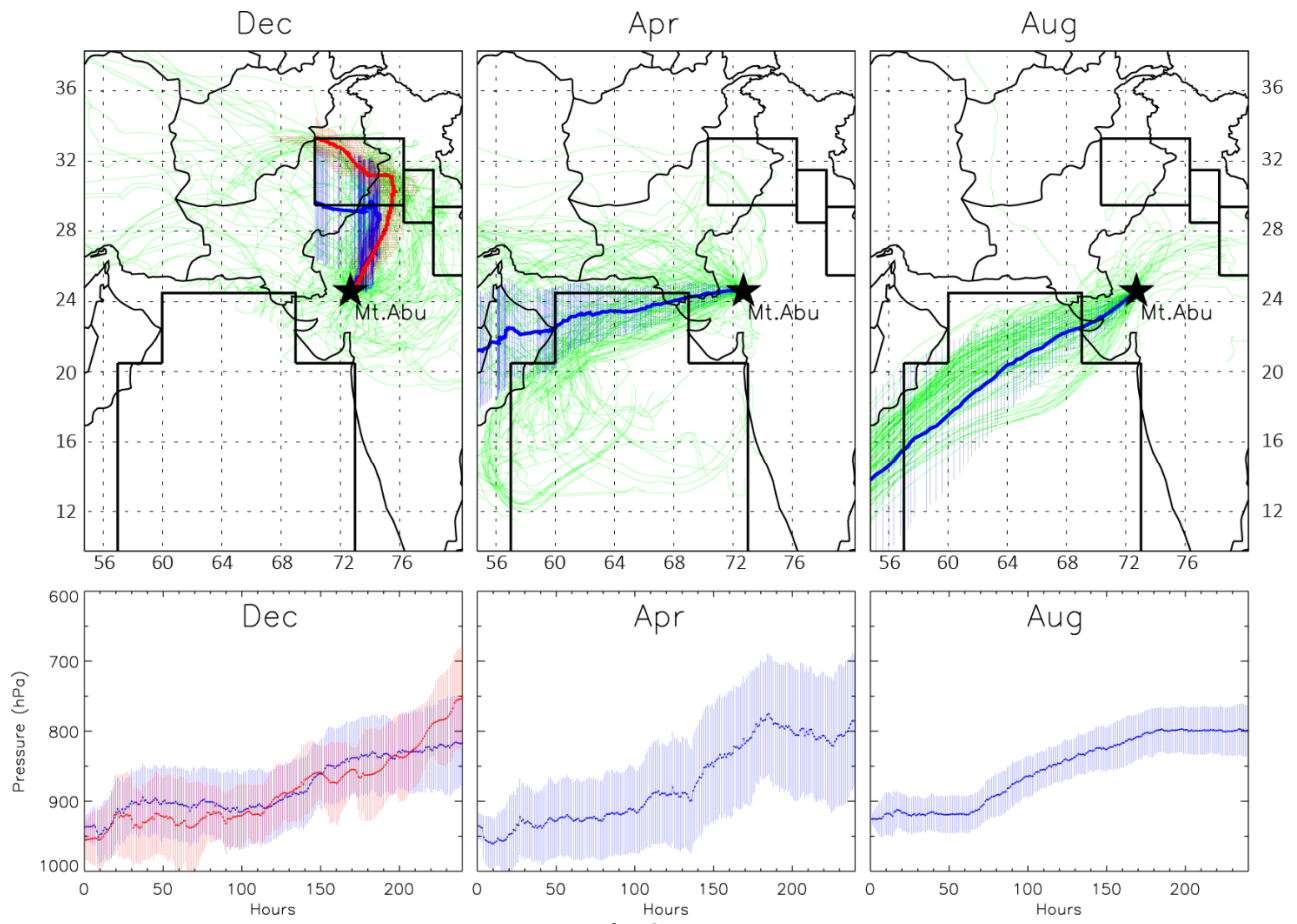 Dec Apr Aug
36 36
32 32
28 28
24 24
Mt.Abu Mt.Abu Mt.Abu
20 20
16 16
12 12
56 60 64 68 72 76 56 60 64 68 72 76 56 60 64 68 72 76
600 Dec Apr Aug
700
800
900
1000
Pressure (hPa)
0 50 100 150 200 0 50 100 150 200 0 50 100 150 200
Hours Hours Hours